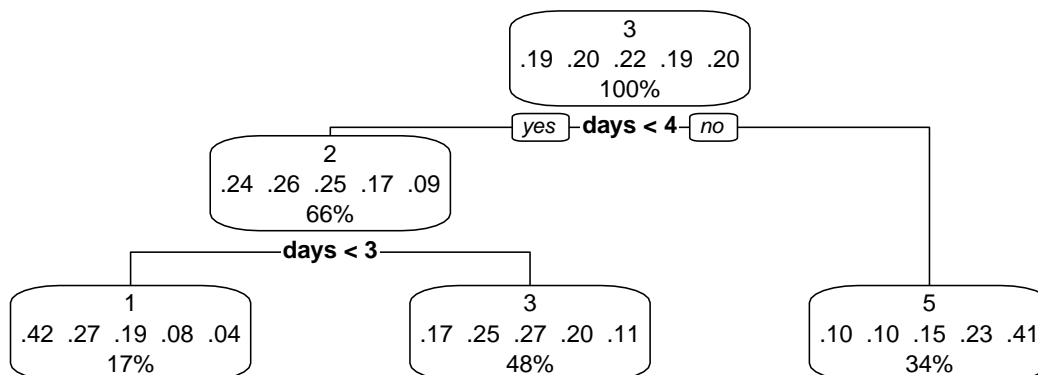 3
.19 .20 .22 .19 .20
100%
yes days < 4 no
2
.24 .26 .25 .17 .09
66%
days < 3
1
.42 .27 .19 .08 .04
17%
3
.17 .25 .27 .20 .11
48%
5
.10 .10 .15 .23 .41
34%